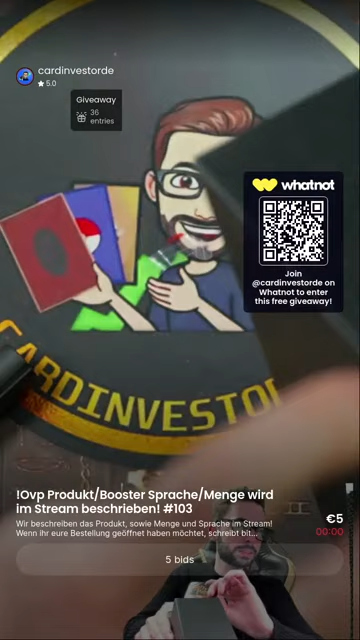 cardinvestorde
5.0
Giveaway
36
entries
whatnot
Join
@cardinvestorde on
Whatnot to enter
this free giveaway!
CARDINVESTOR
!Ovp Produkt/Booster Sprache/Menge wird
im Stream beschrieben! #103
€5
Wir beschreiben das Produkt, sowie Menge und Sprache im Stream!
00:00
Wenn ihr eure Bestellung geöffnet haben möchtet, schreibt bit...
5 bids